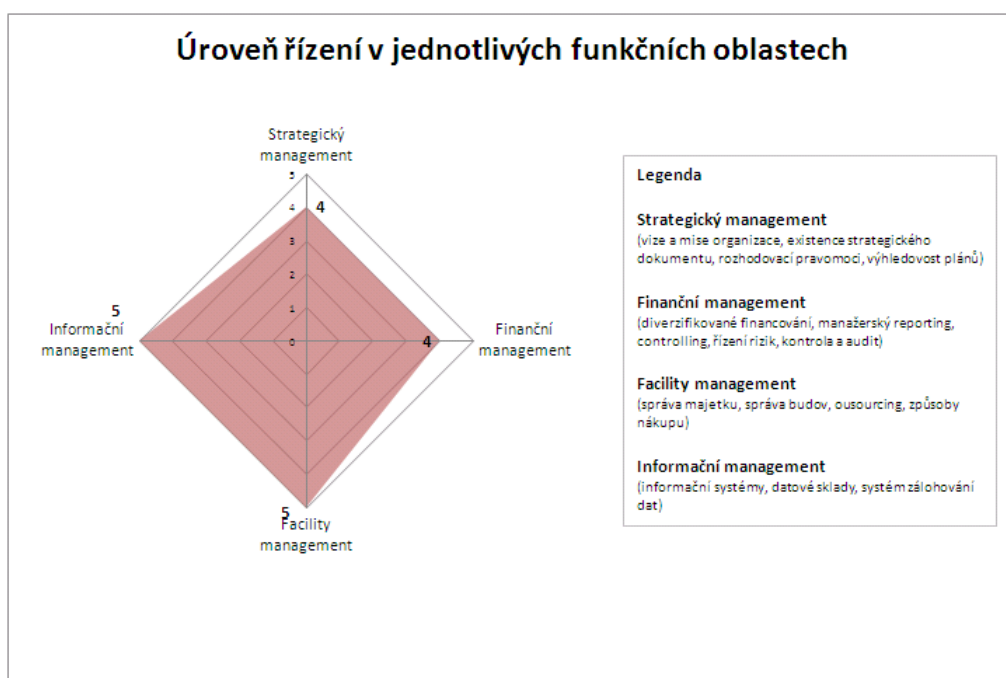 Úroveň řízení v jednotlivých funkčních oblastech
Strategický
management
5
4
4
3
2
1
0
5
Informační
management
4
Finanční
management
5
Facility
management
Legenda
Strategický management
(vize a mise organizace, existence strategického
dokumentu, rozhodovací pravomoci, výhledovost plánů)
Finanční management
(diverzifikované financování, manažerský reporting,
controlling, řízení rizik, kontrola a audit)
Facility management
(správa majetku, správa budov, ousourcing, způsoby
nákupu)
Informační management
(informační systémy, datové sklady, systém zálohování
dat)